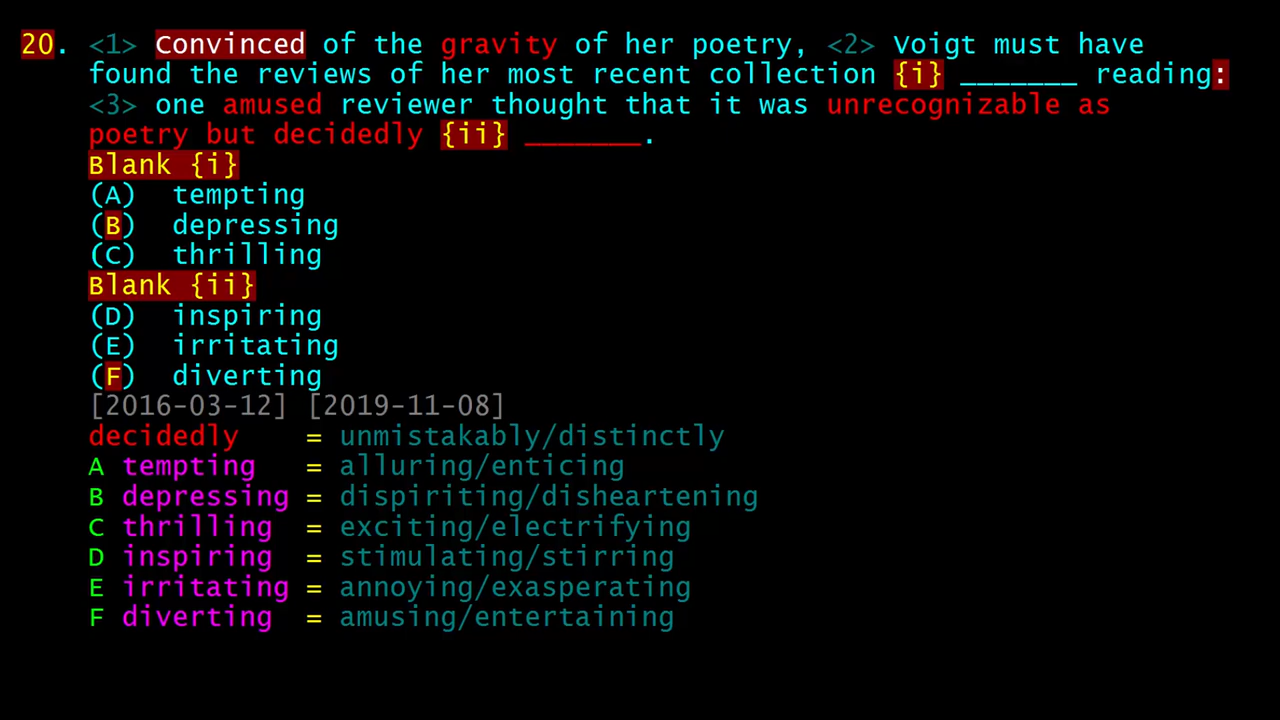 20. <1> Convinced of the gravity of her poetry, <2> Voigt must have
found the reviews of her most recent collection {i} _______ reading:
<3> one amused reviewer thought that it was unrecognizable as
poetry but decidedly {ii} _______.
Blank {i}
(A) tempting
(B) depressing
(C) thrilling
Blank {ii}
(D) inspiring
(E) irritating
(F) diverting
[2016-03-12] [2019-11-08]
decidedly = unmistakably/distinctly
A tempting = alluring/enticing
B depressing = dispiriting/disheartening
C thrilling = exciting/electrifying
D inspiring = stimulating/stirring
E irritating = annoying/exasperating
F diverting = amusing/entertaining